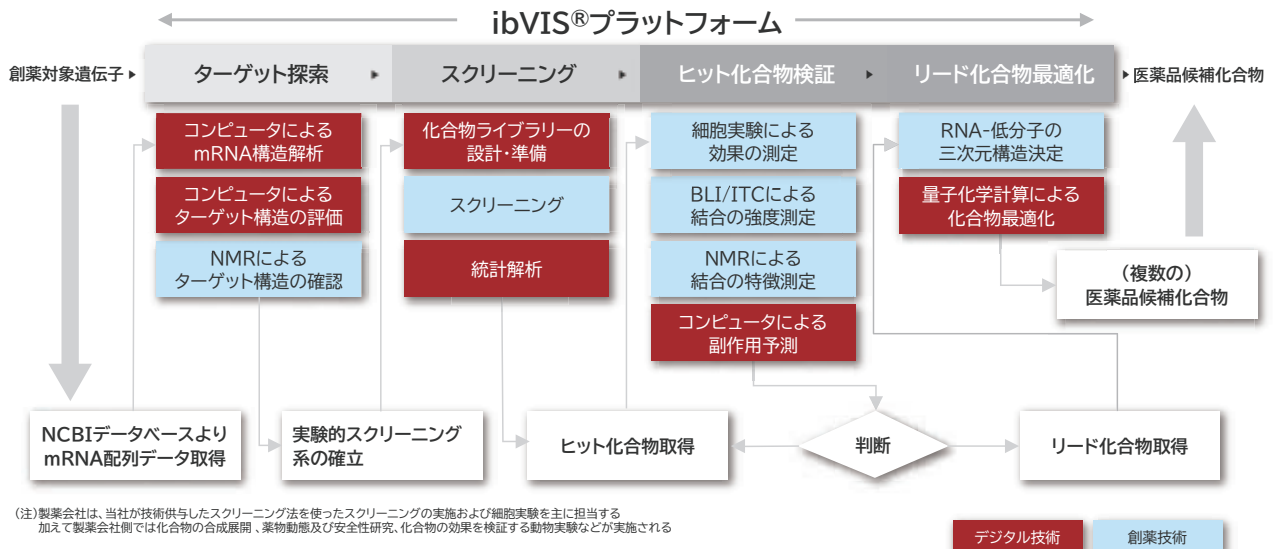 ibVIS®プラットフォーム
創薬対象遺伝子▶
ターゲット探索 ▶
スクリーニング ▶
ヒット化合物検証 ▶
リード化合物最適化
▶医薬品候補化合物
コンピュータによる
mRNA構造解析
コンピュータによる
ターゲット構造の評価
NMRによる
ターゲット構造の確認
化合物ライブラリーの
設計・準備
スクリーニング
統計解析
細胞実験による
効果の測定
BLI/ITCによる
結合の強度測定
NMRによる
結合の特徴測定
コンピュータによる
副作用予測
RNA-低分子の
三次元構造決定
量子化学計算による
化合物最適化
(複数の)
医薬品候補化合物
NCBIデータベースより
mRNA配列データ取得
実験的スクリーニング
系の確立
ヒット化合物取得
判断
リード化合物取得
(注)製薬会社は、当社が技術供与したスクリーニング法を使ったスクリーニングの実施および細胞実験を主に担当する
加えて製薬会社側では化合物の合成展開、薬物動態及び安全性研究、化合物の効果を検証する動物実験などが実施される
デジタル技術
創薬技術